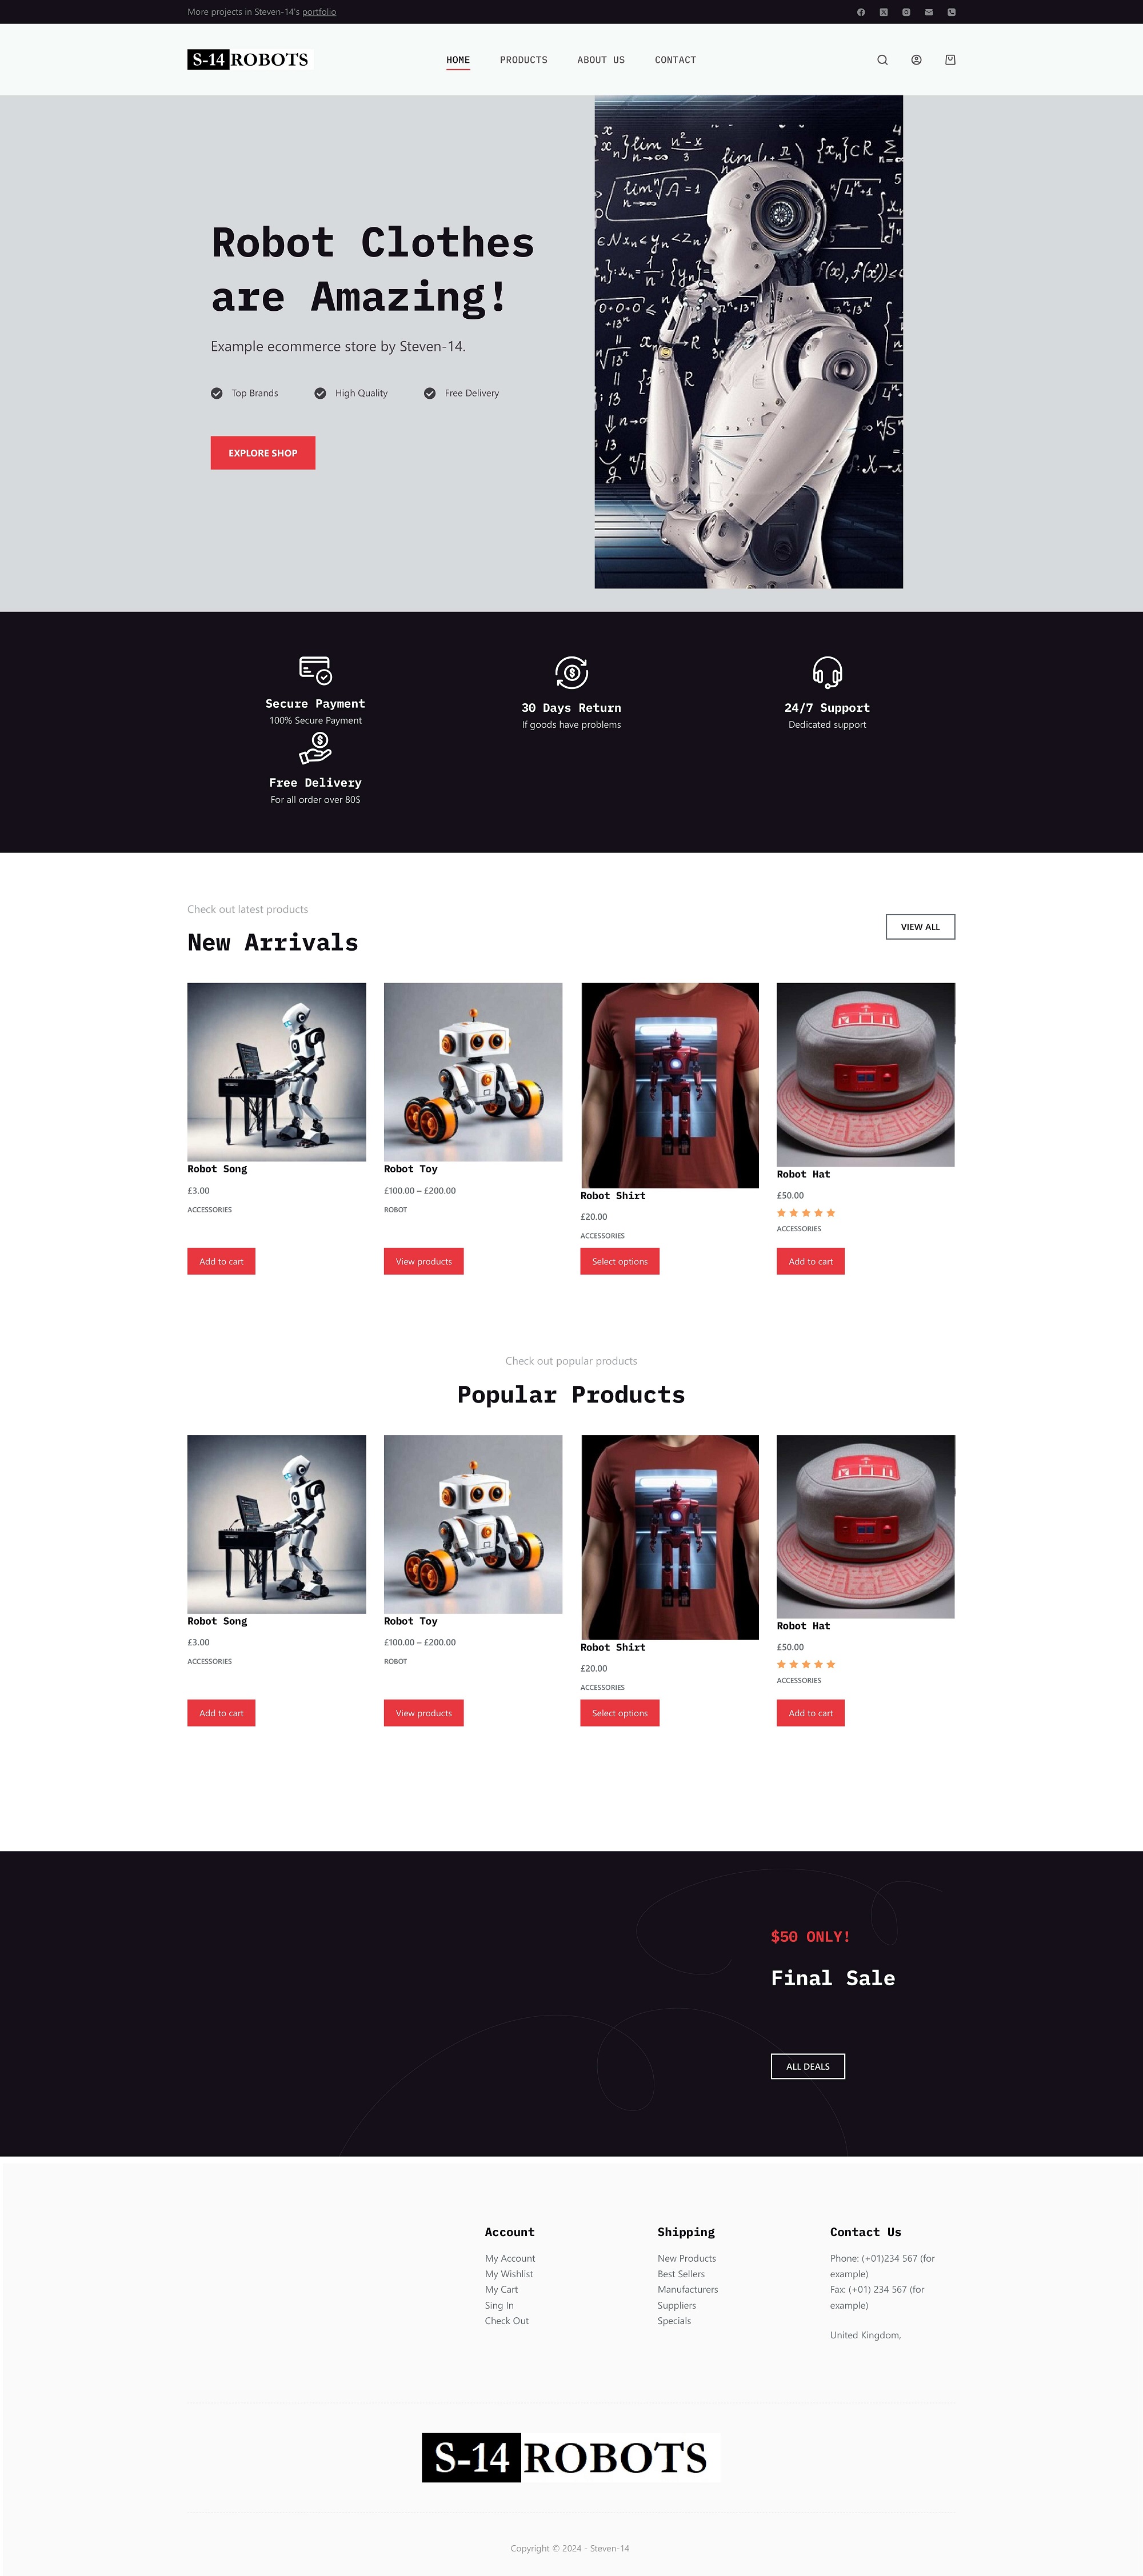 More projects in Steven-14's portfolio
S-14 ROBOTS
HOME
PRODUCTS
ABOUT US
CONTACT
Robot Clothes
are Amazing!
Example ecommerce store by Steven-14.
Top Brands
High Quality
Free Delivery
EXPLORE SHOP
Secure Payment
100% Secure Payment
30 Days Return
If goods have problems
24/7 Support
Dedicated support
Free Delivery
For all order over 80$
Check out latest products
New Arrivals
VIEW ALL
Robot Song
£3.00
ACCESSORIES
Add to cart
Robot Toy
£100.00 – £200.00
ROBOT
View products
Robot Shirt
£20.00
ACCESSORIES
Select options
Robot Hat
£50.00
ACCESSORIES
Add to cart
Check out popular products
Popular Products
Robot Song
£3.00
ACCESSORIES
Add to cart
Robot Toy
£100.00 – £200.00
ROBOT
View products
Robot Shirt
£20.00
ACCESSORIES
Select options
Robot Hat
£50.00
ACCESSORIES
Add to cart
$50 ONLY!
Final Sale
ALL DEALS
Account
My Account
My Wishlist
My Cart
Sing In
Check Out
Shipping
New Products
Best Sellers
Manufacturers
Suppliers
Specials
Contact Us
Phone: (+01)234 567 (for
example)
Fax: (+01) 234 567 (for
example)
United Kingdom,
S-14 ROBOTS
Copyright © 2024 - Steven-14